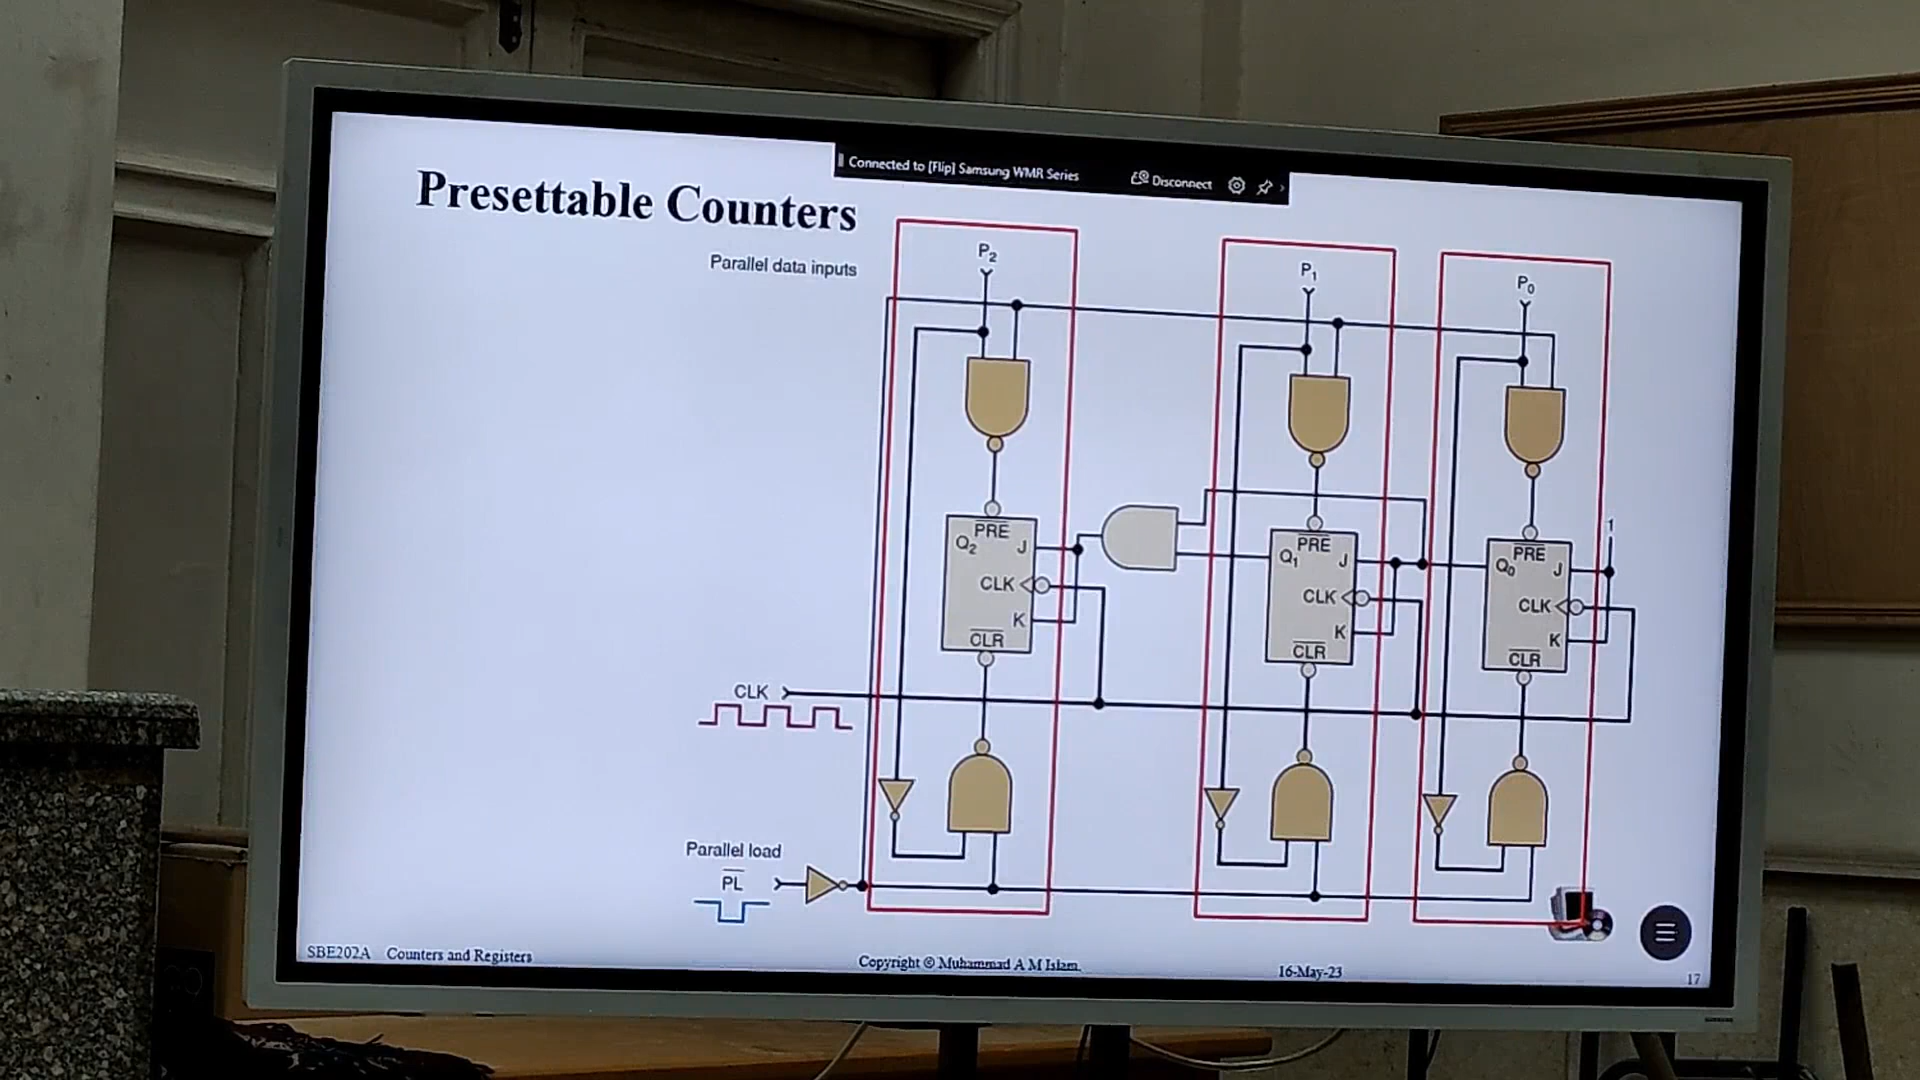 Connected to [Flip] Samsung WMR Series Disconnect
Presettable Counters
Parallel data inputs
P2 P1 P0
PRE PRE PRE
Q2 J Q1 J Q0 J 1
CLK CLK CLK
K K K
CLR CLR CLR
CLK
Parallel load
PL
SBE202A Counters and Registers Copyright © Muhammad A M Islam 16-May-23 17